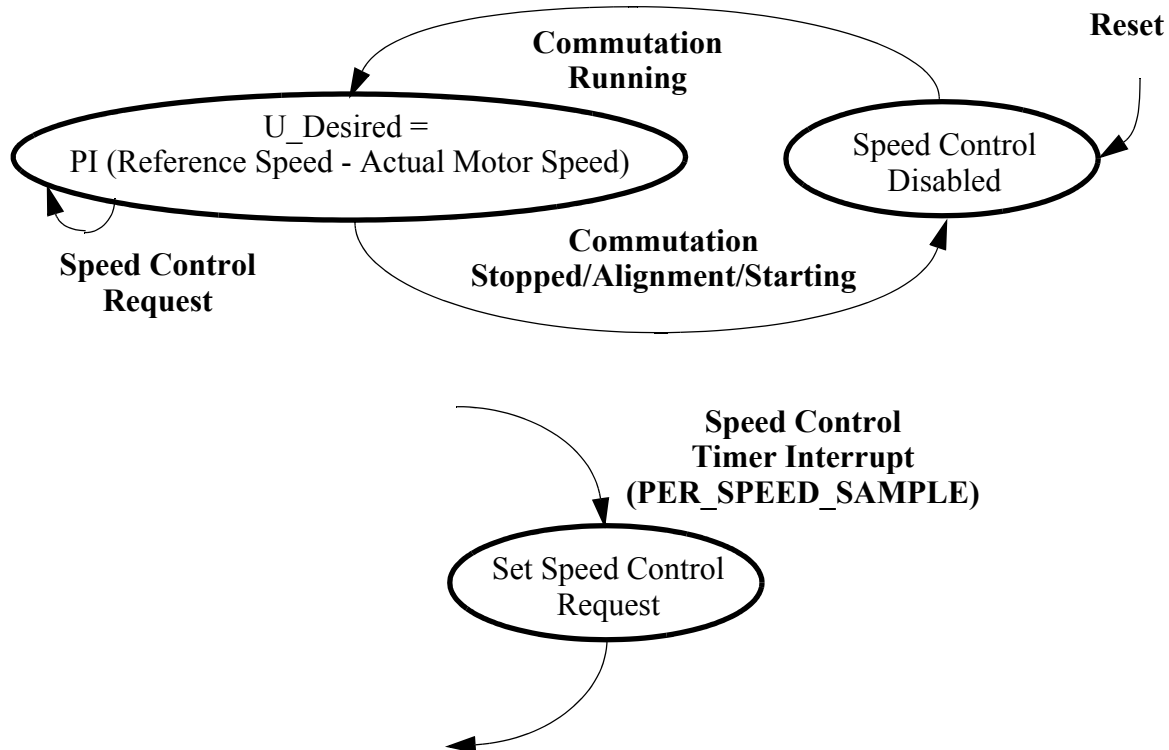 Reset
Commutation
Running
U_Desired =
PI (Reference Speed - Actual Motor Speed)
Speed Control
Disabled
Speed Control
Request
Commutation
Stopped/Alignment/Starting
Speed Control
Timer Interrupt
(PER_SPEED_SAMPLE)
Set Speed Control
Request